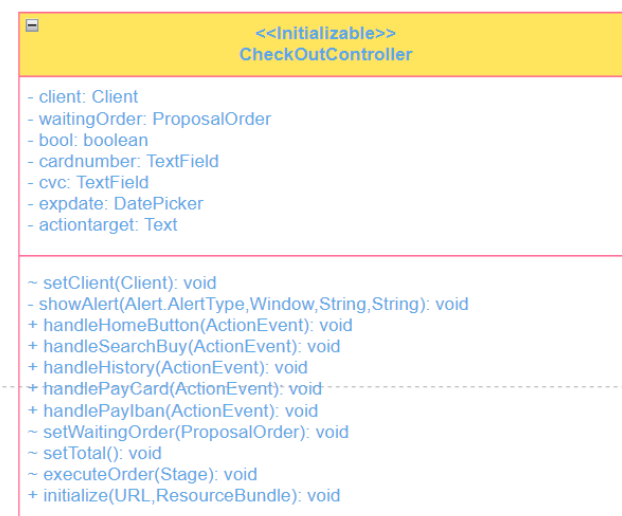 <<Initializable>>
CheckOutController
- client: Client
- waitingOrder: ProposalOrder
- bool: boolean
- cardnumber: TextField
- cvc: TextField
- expdate: DatePicker
- actiontarget: Text
~ setClient(Client): void
- showAlert(Alert.AlertType,Window,String,String): void
+ handleHomeButton(ActionEvent): void
+ handleSearchBuy(ActionEvent): void
+ handleHistory(ActionEvent): void
+ handlePayCard(ActionEvent): void
+ handlePayIban(ActionEvent): void
~ setWaitingOrder(ProposalOrder): void
~ setTotal(): void
~ executeOrder(Stage): void
+ initialize(URL,ResourceBundle): void